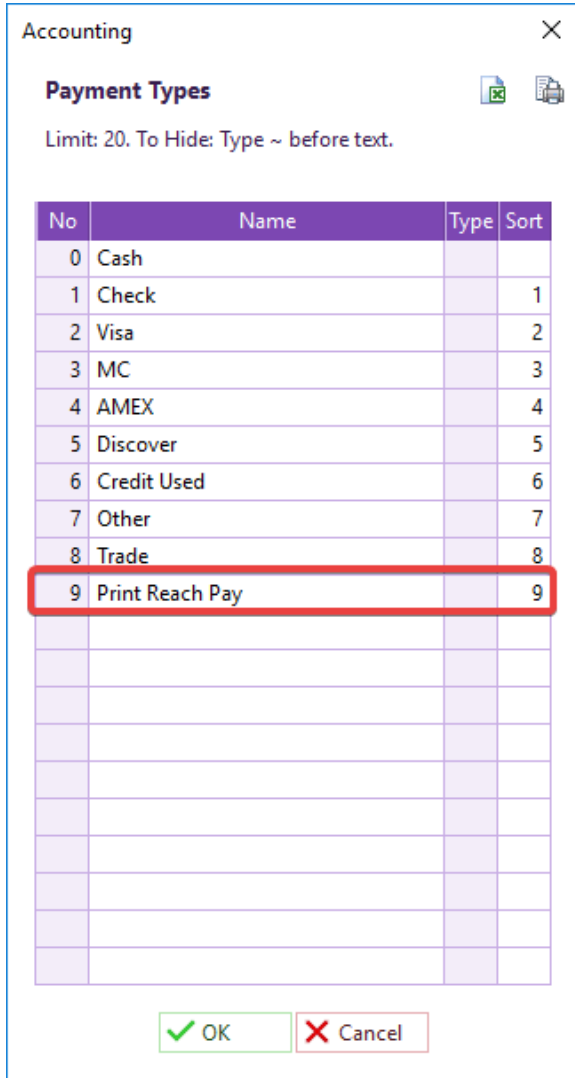 Accounting
Payment Types
Limit: 20. To Hide: Type ~ before text.
No Name Type Sort
0 Cash
1 Check 1
2 Visa 2
3 MC 3
4 AMEX 4
5 Discover 5
6 Credit Used 6
7 Other 7
8 Trade 8
9 Print Reach Pay 9
OK Cancel